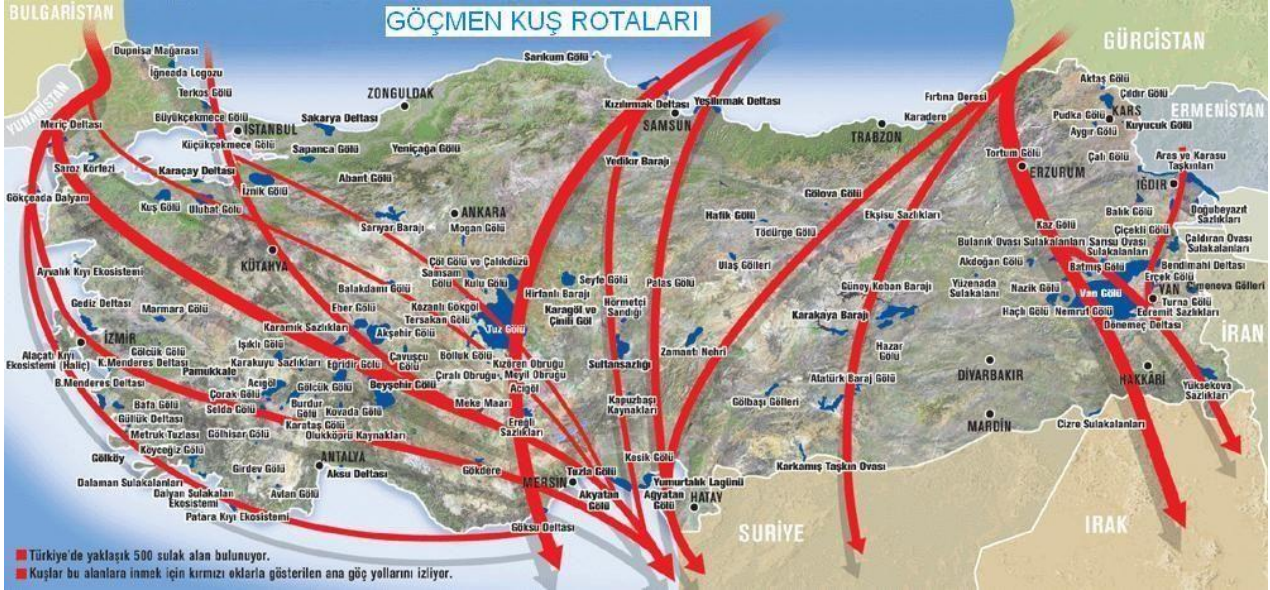 GÖÇMEN KUŞ ROTALARI
BULGARİSTAN
YUNANİSTAN
GÜRCİSTAN
ERMENİSTAN
İRAN
IRAK
SURİYE
Dupnisa Mağarası
İğneada Logozu
Terkos Gölü
Büyükçekmece Gölü
İSTANBUL
Küçükçekmece Gölü
Meriç Deltası
Saroz Körfezi
Gökçeada Dalyanı
Karaçay Deltası
Kuş Gölü
Ulubat Gölü
İznik Gölü
Sakarya Deltası
Sapanca Gölü
ZONGULDAK
Yeniçağa Gölü
Abant Gölü
Sarıkum Gölü
Kızılırmak Deltası
Yeşilırmak Deltası
SAMSUN
Yedikır Barajı
TRABZON
Karadere
Fırtına Deresi
Aktaş Gölü
Çıldır Gölü
Pudka Gölü
KARS
Aygır Gölü
Kuyucuk Gölü
Çalı Gölü
Aras ve Karasu
Taşkınları
Tortum Gölü
ERZURUM
IĞDIR
Balık Gölü
Doğubeyazıt
Sazlıkları
Kaz Gölü
Çiçekli Gölü
Bulanık Ovası Sulakalanları
Sarısu Ovası
Sulakalanları
Çaldıran Ovası
Sulakalanları
Akdoğan Gölü
Batmış Gölü
Bendimahi Deltası
Erçek Gölü
Yüzenada
Sulakalanı
Nazik Gölü
Van Gölü
VAN
Çimenova Gölleri
Haçlı Gölü
Nemrut Gölü
Turna Gölü
Edremit Sazlıkları
Dönemeç Deltası
HAKKARİ
Yüksekova
Sazlıkları
Cizre Sulakalanları
DİYARBAKIR
MARDİN
Gölova Gölü
Ekşisu Sazlıkları
Hafik Gölü
Tödürge Gölü
Ulaş Gölleri
Güney Keban Barajı
Karakaya Barajı
Hazar
Gölü
Atatürk Baraj Gölü
Gölbaşı Gölleri
Karkamış Taşkın Ovası
ANKARA
Mogan Gölü
Sarıyar Barajı
KÜTAHYA
Çöl Gölü ve Çalıkdüzü
Samsam
Gölü
Kulu Gölü
Balakdamı Gölü
Kozanlı Gökgöl
Tersakan Gölü
Tuz Gölü
Bolluk Gölü
Hirfanlı Barajı
Seyfe Gölü
Palas Gölü
Karagöl ve
Çinili Göl
Hörmetçi
Sandığı
Sultansazlığı
Zamantı Nehri
Kapuzbaşı
Kaynakları
Kızören Obruğu
Çıralı Obruğu
Meyil Obruğu
Acıgöl
Meke Maarı
Ereğli
Sazlıkları
Ayvalık Kıyı Ekosistemi
Gediz Deltası
Marmara Gölü
İZMİR
Gölcük Gölü
Alaçatı Kıyı
Ekosistemi (Haliç)
K.Menderes Deltası
Pamukkale
B.Menderes Deltası
Eber Gölü
Karamık Sazlıkları
Akşehir Gölü
Işıklı Gölü
Karakuyu Sazlıkları
Eğridir Gölü
Çavuşçu
Gölü
Beyşehir Gölü
Acıgöl
Çorak Gölü
Gölcük Gölü
Burdur
Gölü
Kovada Gölü
Bafa Gölü
Selda Gölü
Karataş Gölü
Güllük Deltası
Gölhisar Gölü
Olukköprü Kaynakları
Metruk Tuzlası
Köyceğiz Gölü
Gölköy
Girdev Gölü
ANTALYA
Aksu Deltası
Dalaman Sulakalanları
Dalyan Sulakalan
Ekosistemi
Avlan Gölü
Patara Kıyı Ekosistemi
Gökdere
MERSİN
Tuzla Gölü
Kesik Gölü
Akyatan
Gölü
Ağyatan
Gölü
Yumurtalık Lagünü
HATAY
Göksu Deltası
Türkiye'de yaklaşık 500 sulak alan bulunuyor.
Kuşlar bu alanlara inmek için kırmızı oklarla gösterilen ana göç yollarını izliyor.